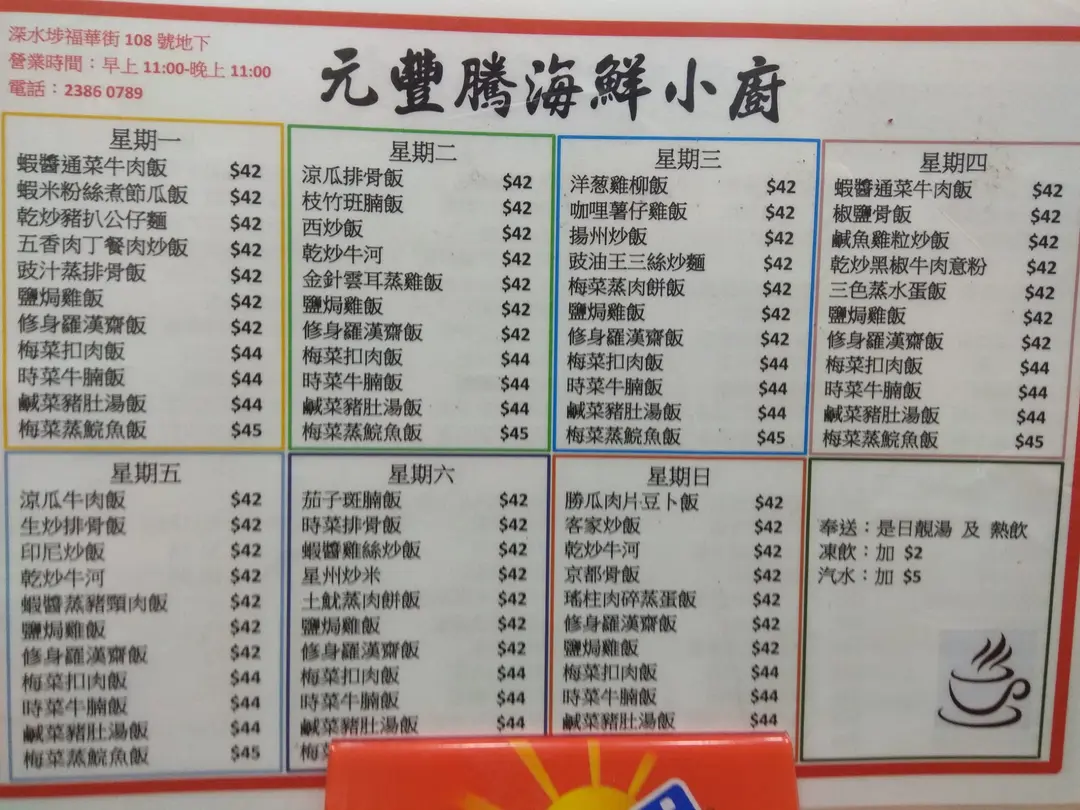 深水埗福華街 108 號地下
營業時間：早上 11:00-晚上 11:00
電話：2386 0789
元豐騰海鮮小廚
星期一
蝦醬通菜牛肉飯 $42
蝦米粉絲煮節瓜飯 $42
乾炒豬扒公仔麵 $42
五香肉丁餐肉炒飯 $42
豉汁蒸排骨飯 $42
鹽焗雞飯 $42
修身羅漢齋飯 $42
梅菜扣肉飯 $44
時菜牛腩飯 $44
鹹菜豬肚湯飯 $44
梅菜蒸鯇魚飯 $45
星期二
涼瓜排骨飯 $42
枝竹班腩飯 $42
西炒飯 $42
乾炒牛河 $42
金針雲耳蒸雞飯 $42
鹽焗雞飯 $42
修身羅漢齋飯 $42
梅菜扣肉飯 $44
時菜牛腩飯 $44
鹹菜豬肚湯飯 $44
梅菜蒸鯇魚飯 $45
星期三
洋葱雞柳飯 $42
咖哩薯仔雞飯 $42
揚州炒飯 $42
豉油王三絲炒麵 $42
梅菜蒸肉餅飯 $42
鹽焗雞飯 $42
修身羅漢齋飯 $42
梅菜扣肉飯 $44
時菜牛腩飯 $44
鹹菜豬肚湯飯 $44
梅菜蒸鯇魚飯 $45
星期四
蝦醬通菜牛肉飯 $42
椒鹽骨飯 $42
鹹魚雞粒炒飯 $42
乾炒黑椒牛肉意粉 $42
三色蒸水蛋飯 $42
鹽焗雞飯 $42
修身羅漢齋飯 $42
梅菜扣肉飯 $44
時菜牛腩飯 $44
鹹菜豬肚湯飯 $44
梅菜蒸鯇魚飯 $45
星期五
涼瓜牛肉飯 $42
生炒排骨飯 $42
印尼炒飯 $42
乾炒牛河 $42
蝦醬蒸豬頸肉飯 $42
鹽焗雞飯 $42
修身羅漢齋飯 $42
梅菜扣肉飯 $44
時菜牛腩飯 $44
鹹菜豬肚湯飯 $44
梅菜蒸鯇魚飯 $45
星期六
茄子斑腩飯 $42
時菜排骨飯 $42
蝦醬雞絲炒飯 $42
星州炒米 $42
土魷蒸肉餅飯 $42
鹽焗雞飯 $42
修身羅漢齋飯 $42
梅菜扣肉飯 $44
時菜牛腩飯 $44
鹹菜豬肚湯飯 $44
梅
星期日
勝瓜肉片豆卜飯 $42
客家炒飯 $42
乾炒牛河 $42
京都骨飯 $42
瑤柱肉碎蒸蛋飯 $42
修身羅漢齋飯 $42
鹽焗雞飯 $42
梅菜扣肉飯 $44
時菜牛腩飯 $44
鹹菜豬肚湯飯 $44
奉送：是日靚湯 及 熱飲
凍飲：加 $2
汽水：加 $5